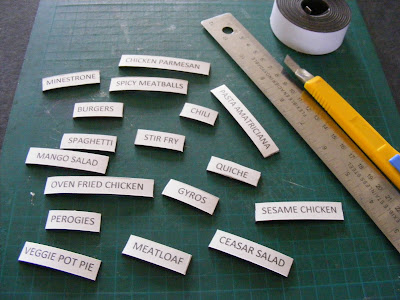 CHICKEN PARMESAN
MINESTRONE
SPICY MEATBALLS
BURGERS
CHILI
PASTA AMATRICIANA
SPAGHETTI
STIR FRY
MANGO SALAD
QUICHE
OVEN FRIED CHICKEN
GYROS
SESAME CHICKEN
PEROGIES
MEATLOAF
CEASAR SALAD
VEGGIE POT PIE